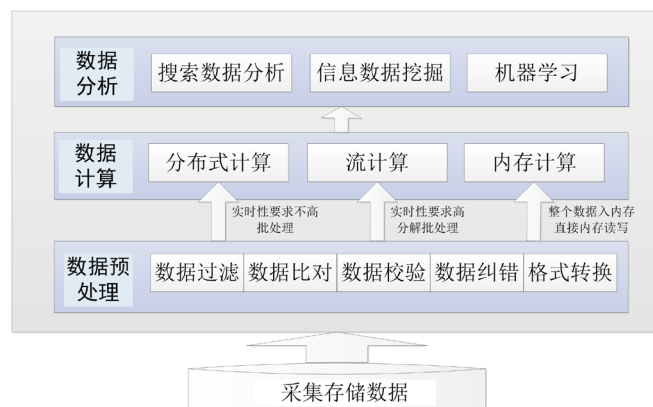 数据
分析
搜索数据分析
信息数据挖掘
机器学习
数据
计算
分布式计算
流计算
内存计算
实时性要求不高
批处理
实时性要求高
分解批处理
整个数据入内存
直接内存读写
数据预
处理
数据过滤
数据比对
数据校验
数据纠错
格式转换
采集存储数据